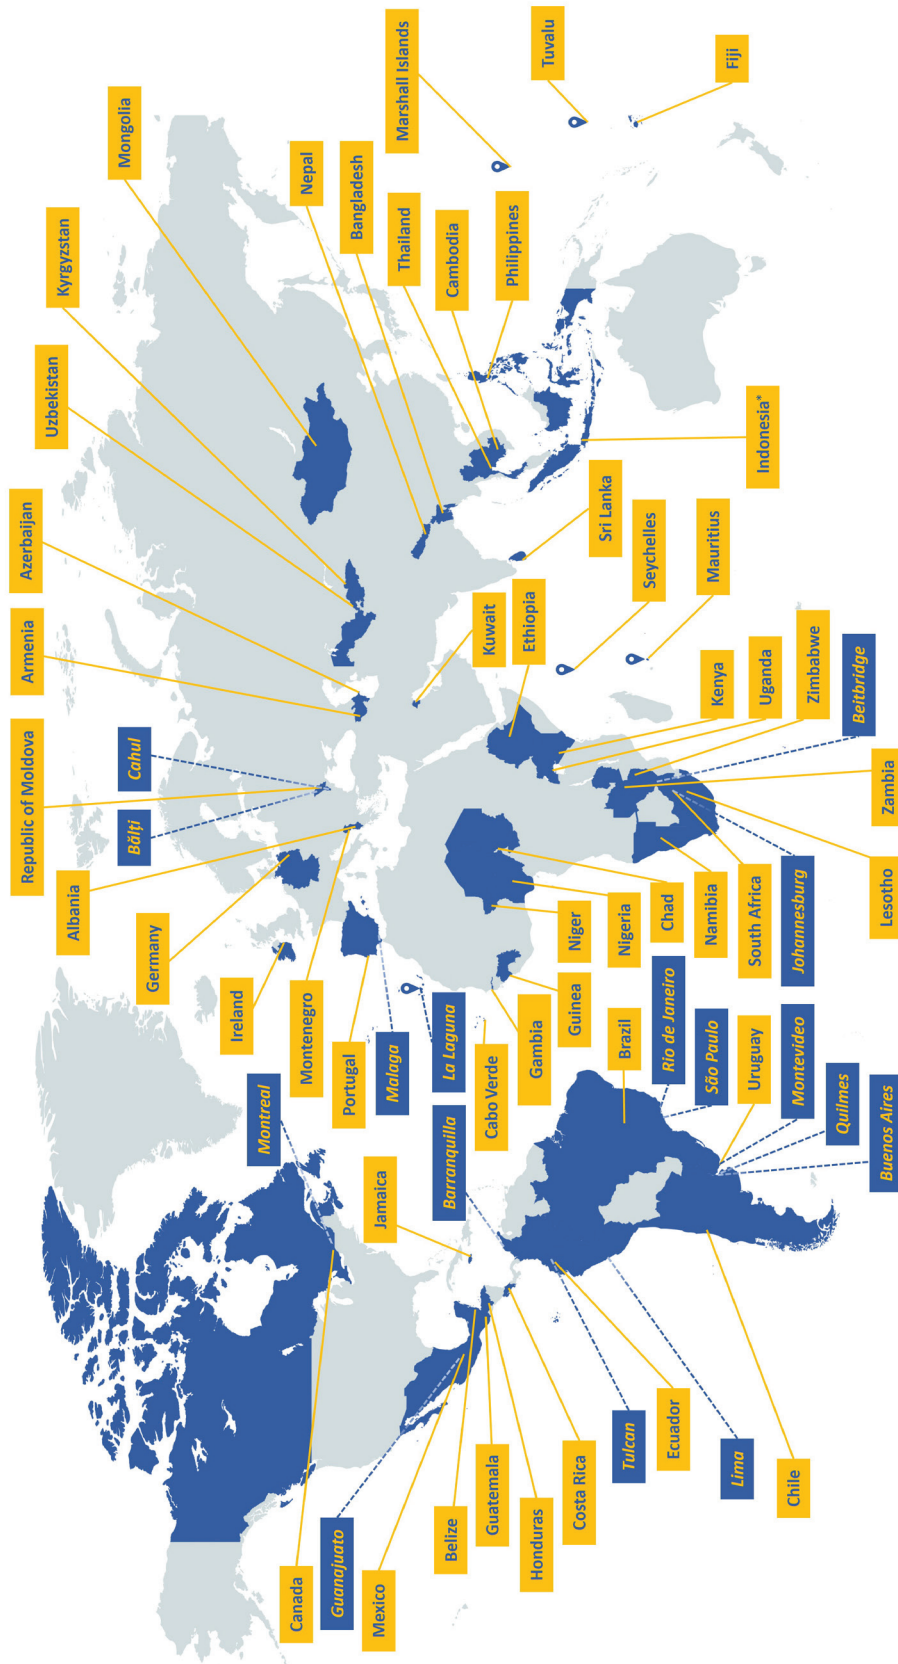 Canada
Guanajuato
Mexico
Belize
Guatemala
Honduras
Costa Rica
Tulcan
Ecuador
Lima
Chile
Montreal
Jamaica
Barranquilla
Brazil
Rio de Janeiro
São Paulo
Uruguay
Montevideo
Quilmes
Buenos Aires
Ireland
Germany
Albania
Republic of Moldova
Bălți
Cahul
Armenia
Azerbaijan
Uzbekistan
Kyrgyzstan
Mongolia
Montenegro
Portugal
Malaga
La Laguna
Cabo Verde
Gambia
Guinea
Niger
Nigeria
Chad
Namibia
South Africa
Johannesburg
Lesotho
Zambia
Beitbridge
Zimbabwe
Uganda
Kenya
Ethiopia
Kuwait
Seychelles
Mauritius
Sri Lanka
Nepal
Bangladesh
Thailand
Cambodia
Philippines
Indonesia*
Marshall Islands
Tuvalu
Fiji